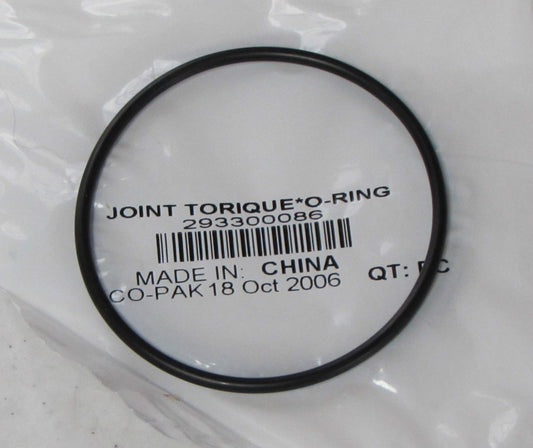 JOINT TORIQUE*O-RING
293300086
MADE IN: CHINA
CO-PAK 18 Oct 2006 QT: